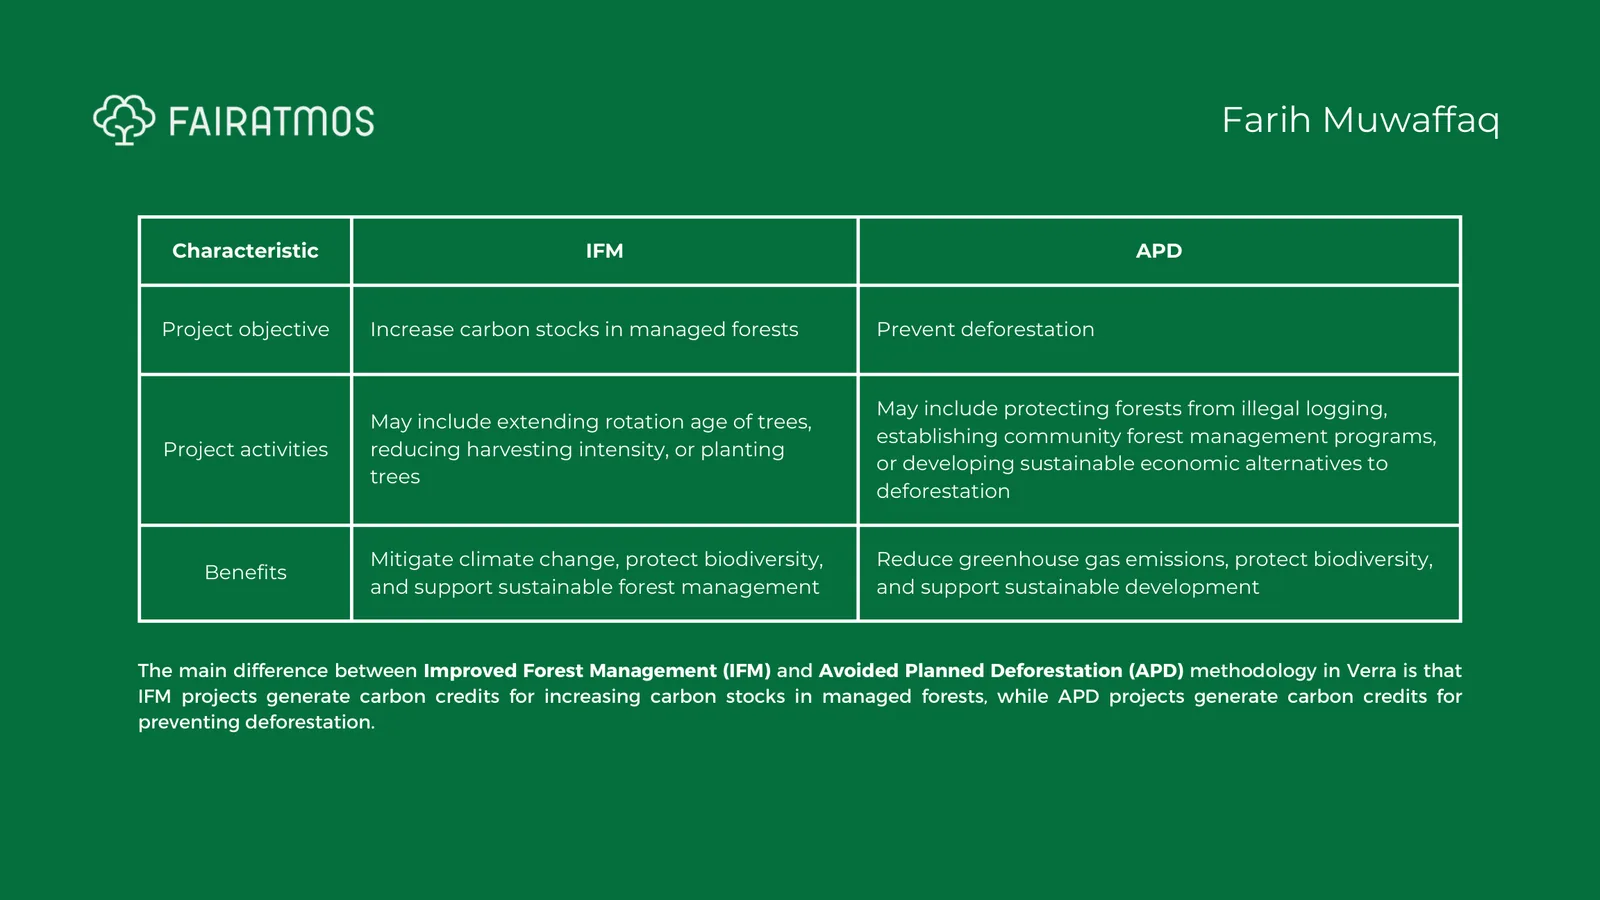 FAIRATMOS
Farih Muwaffaq
Characteristic
IFM
APD
Project objective
Increase carbon stocks in managed forests
Prevent deforestation
Project activities
May include extending rotation age of trees,
reducing harvesting intensity, or planting
trees
May include protecting forests from illegal logging,
establishing community forest management programs,
or developing sustainable economic alternatives to
deforestation
Benefits
Mitigate climate change, protect biodiversity,
and support sustainable forest management
Reduce greenhouse gas emissions, protect biodiversity,
and support sustainable development
The main difference between Improved Forest Management (IFM) and Avoided Planned Deforestation (APD) methodology in Verra is that
IFM projects generate carbon credits for increasing carbon stocks in managed forests, while APD projects generate carbon credits for
preventing deforestation.